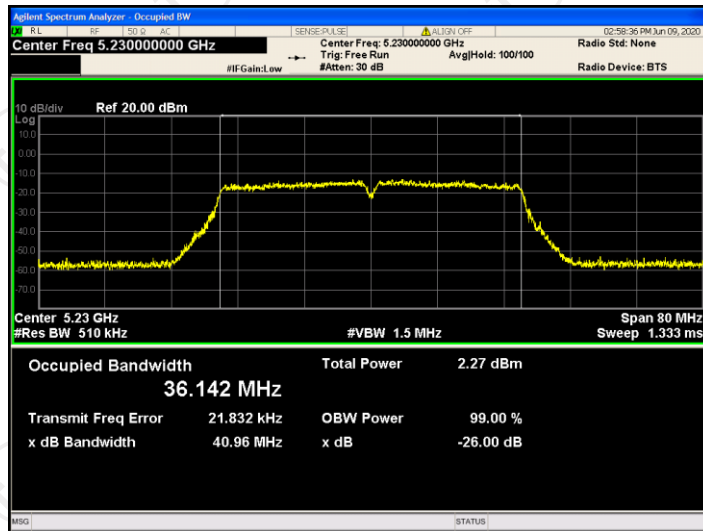 Agilent Spectrum Analyzer - Occupied BW
RL RF 50 Ω AC SENSE:PULSE ALIGN OFF 02:58:36 PM Jun 09, 2020
Center Freq 5.230000000 GHz
Center Freq: 5.230000000 GHz Radio Std: None
Trig: Free Run Avg|Hold: 100/100
#IFGain:Low #Atten: 30 dB Radio Device: BTS
10 dB/div Ref 20.00 dBm
Log
10.0
0.00
-10.0
-20.0
-30.0
-40.0
-50.0
-60.0
-70.0
Center 5.23 GHz Span 80 MHz
#Res BW 510 kHz #VBW 1.5 MHz Sweep 1.333 ms
Occupied Bandwidth Total Power 2.27 dBm
36.142 MHz
Transmit Freq Error 21.832 kHz OBW Power 99.00 %
x dB Bandwidth 40.96 MHz x dB -26.00 dB
MSG STATUS